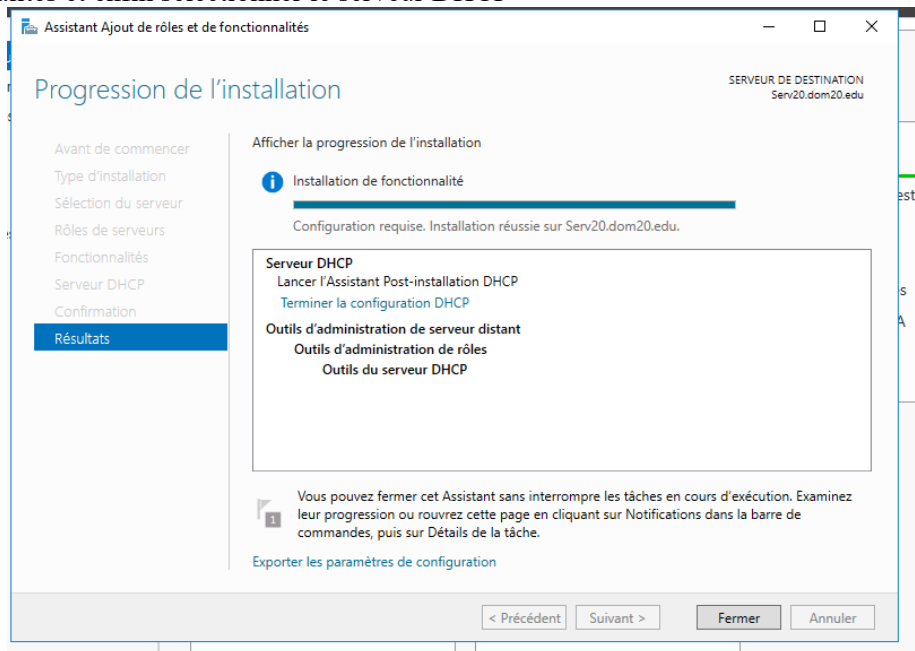 Assistant Ajout de rôles et de fonctionnalités
Progression de l'installation
SERVEUR DE DESTINATION
Serv20.dom20.edu
Avant de commencer
Type d'installation
Sélection du serveur
Rôles de serveurs
Fonctionnalités
Serveur DHCP
Confirmation
Résultats
Afficher la progression de l'installation
Installation de fonctionnalité
Configuration requise. Installation réussie sur Serv20.dom20.edu.
Serveur DHCP
Lancer l'Assistant Post-installation DHCP
Terminer la configuration DHCP
Outils d'administration de serveur distant
Outils d'administration de rôles
Outils du serveur DHCP
1
Vous pouvez fermer cet Assistant sans interrompre les tâches en cours d'exécution. Examinez
leur progression ou rouvrez cette page en cliquant sur Notifications dans la barre de
commandes, puis sur Détails de la tâche.
Exporter les paramètres de configuration
< Précédent
Suivant >
Fermer
Annuler
est
s
A